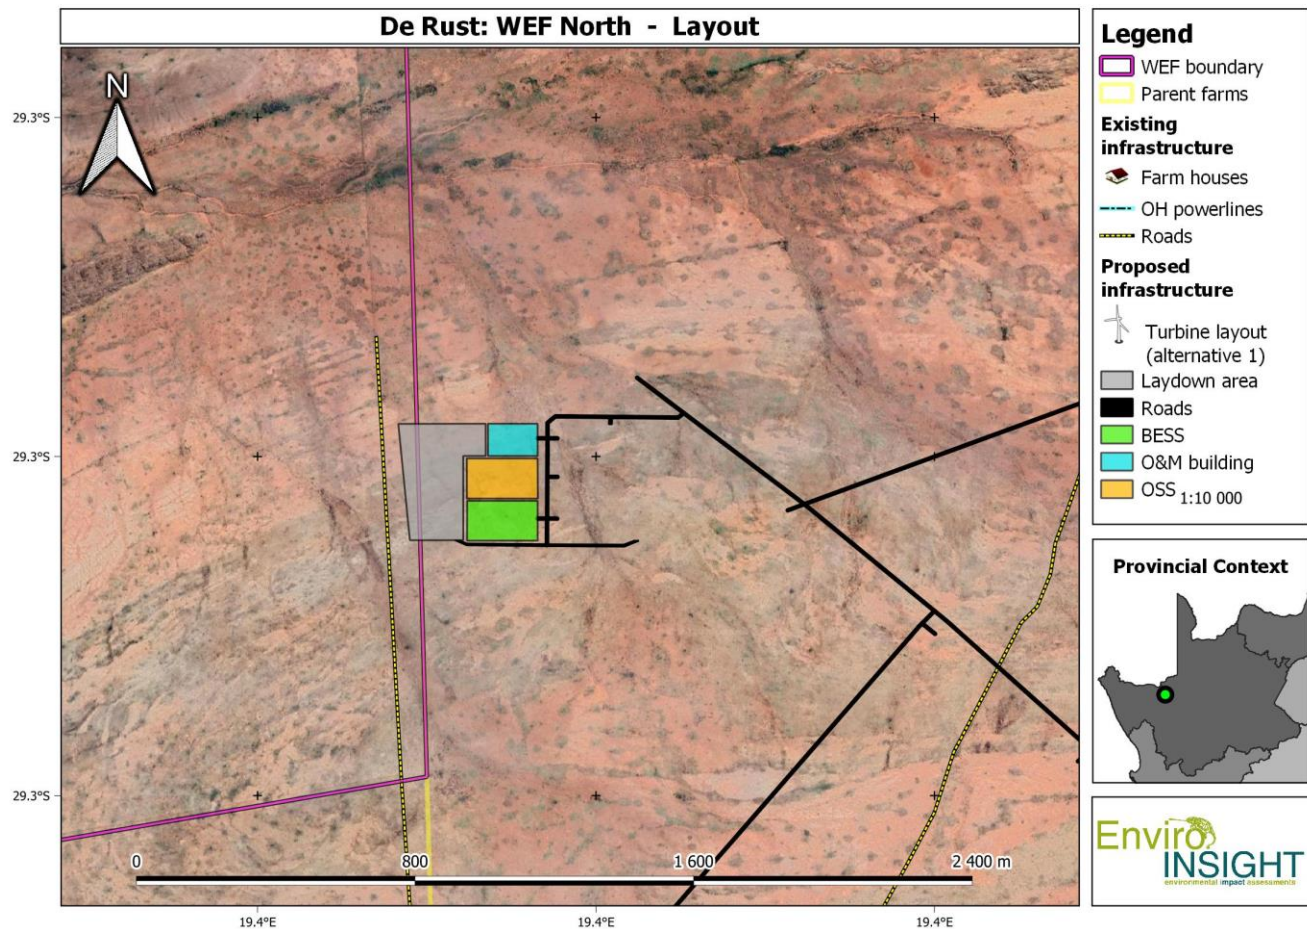 De Rust: WEF North - Layout
N
29.3°S
29.3°S
29.3°S
0
800
1 600
2 400 m
19.4°E
19.4°E
19.4°E
Legend
WEF boundary
Parent farms
Existing
infrastructure
Farm houses
OH powerlines
Roads
Proposed
infrastructure
Turbine layout
(alternative 1)
Laydown area
Roads
BESS
O&M building
OSS
1:10 000
Provincial Context
Enviro
INSIGHT
environmental impact assessments